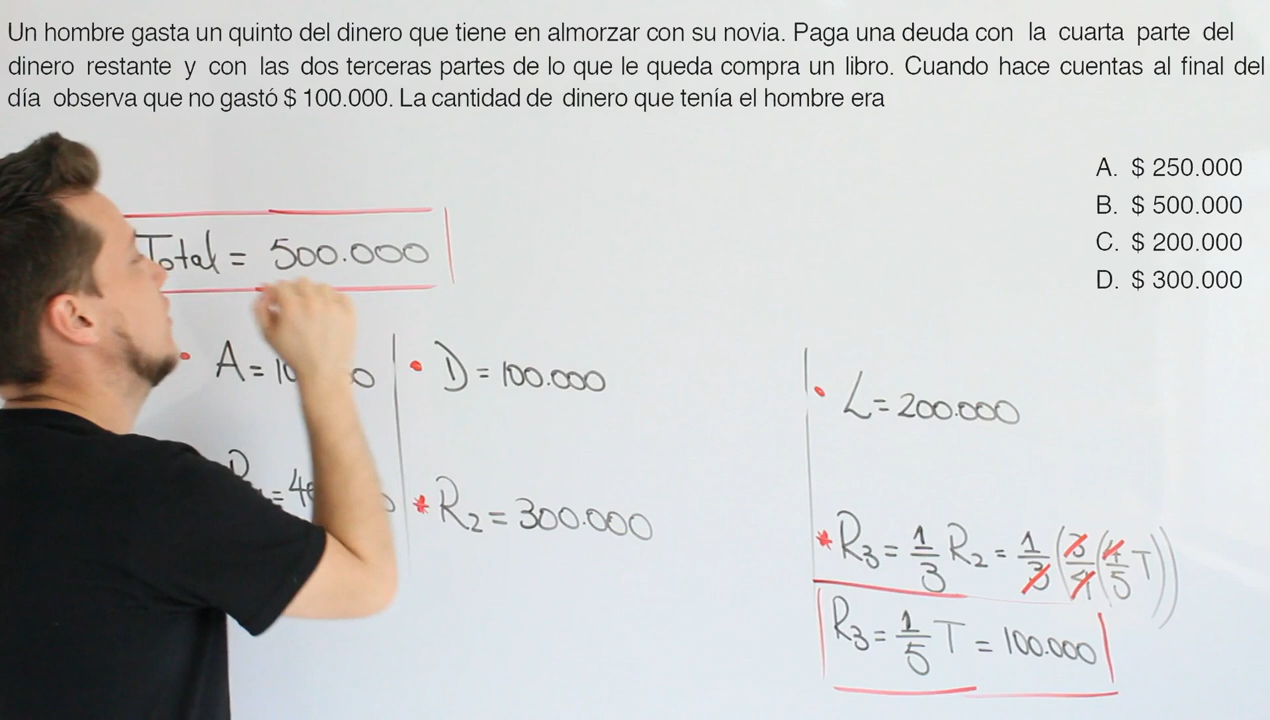 Un hombre gasta un quinto del dinero que tiene en almorzar con su novia. Paga una deuda con la cuarta parte del
dinero restante y con las dos terceras partes de lo que le queda compra un libro. Cuando hace cuentas al final del
día observa que no gastó $ 100.000. La cantidad de dinero que tenía el hombre era
A. $ 250.000
B. $ 500.000
C. $ 200.000
D. $ 300.000
Total = 500.000
• A = 
• D = 100.000
• L = 200.000
* R₂ = 300.000
* R₃ = 1/3 R₂ = 1/3 (3/4 (4/5 T))
R₃ = 1/5 T = 100.000